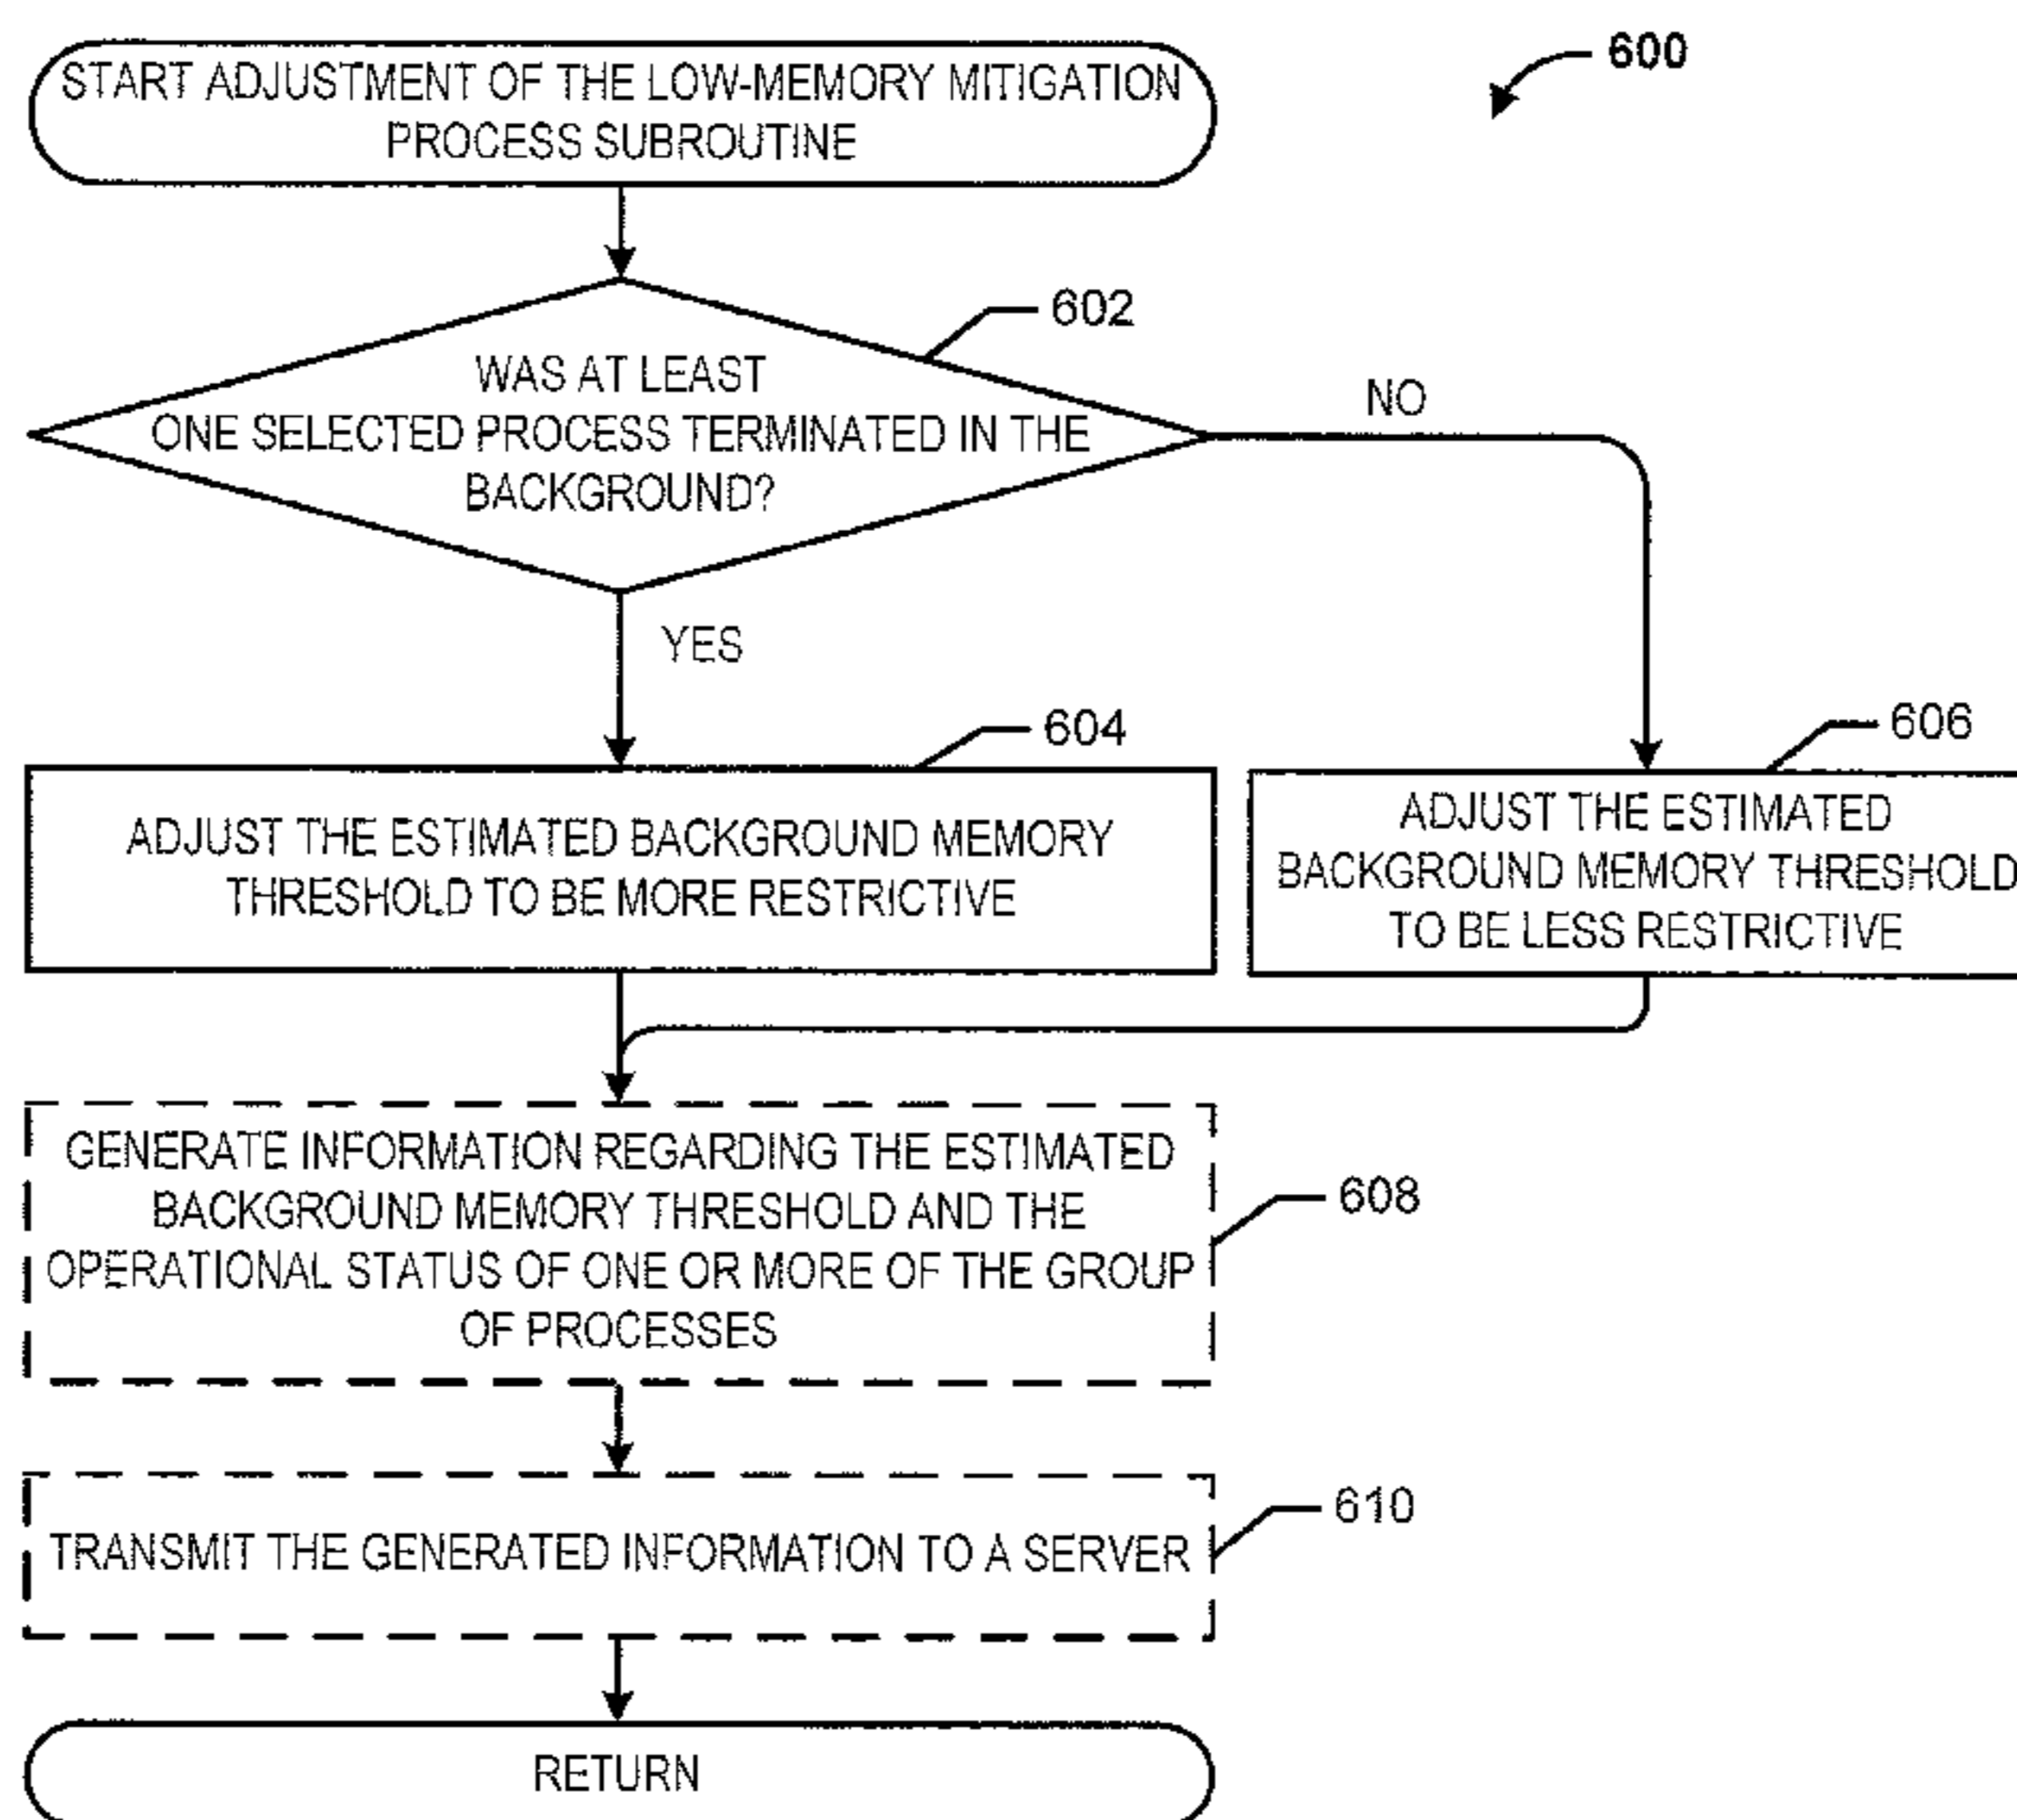 600
START ADJUSTMENT OF THE LOW-MEMORY MITIGATION
PROCESS SUBROUTINE
602
WAS AT LEAST
ONE SELECTED PROCESS TERMINATED IN THE
BACKGROUND?
NO
YES
604
ADJUST THE ESTIMATED BACKGROUND MEMORY
THRESHOLD TO BE MORE RESTRICTIVE
606
ADJUST THE ESTIMATED
BACKGROUND MEMORY THRESHOLD
TO BE LESS RESTRICTIVE
GENERATE INFORMATION REGARDING THE ESTIMATED
BACKGROUND MEMORY THRESHOLD AND THE
OPERATIONAL STATUS OF ONE OR MORE OF THE GROUP
OF PROCESSES
608
TRANSMIT THE GENERATED INFORMATION TO A SERVER
610
RETURN